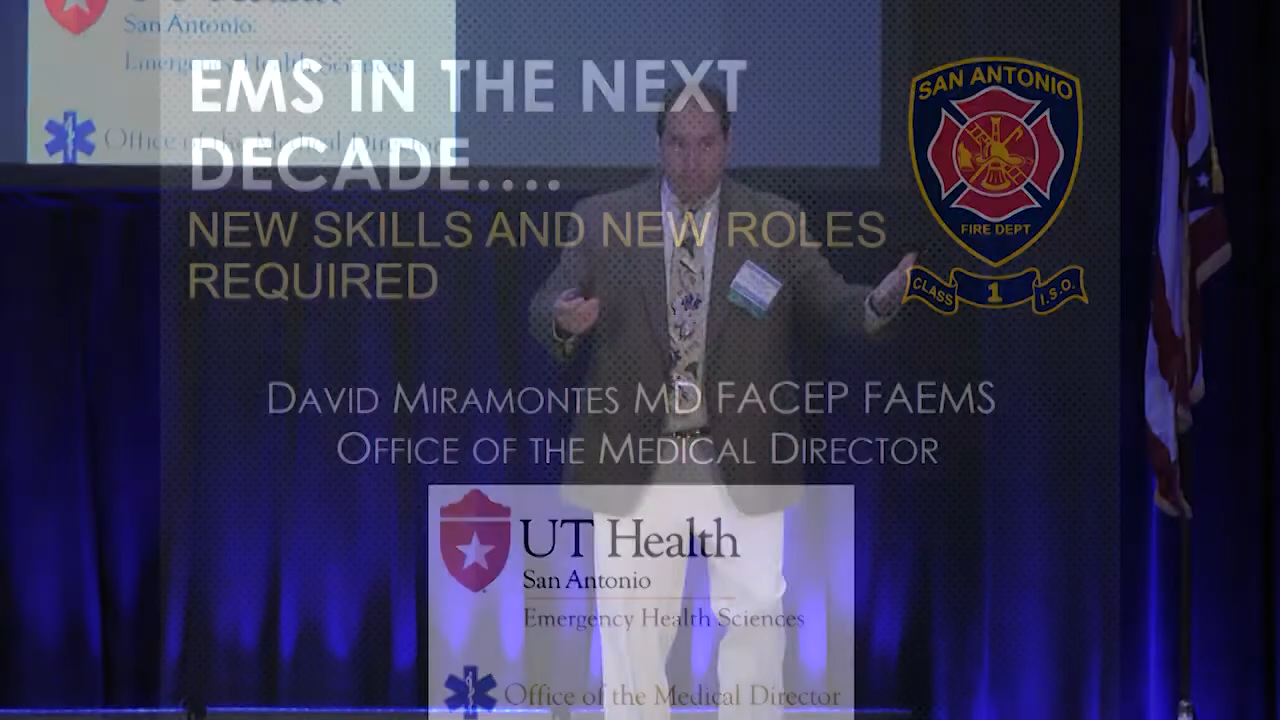 San Antonio
Emergency Health Sciences
Office of the Medical Director
EMS IN THE NEXT
DECADE....
NEW SKILLS AND NEW ROLES
REQUIRED
SAN ANTONIO
FIRE DEPT
CLASS
1
I.S.O.
DAVID MIRAMONTES MD FACEP FAEMS
OFFICE OF THE MEDICAL DIRECTOR
UT Health
San Antonio
Emergency Health Sciences
Office of the Medical Director